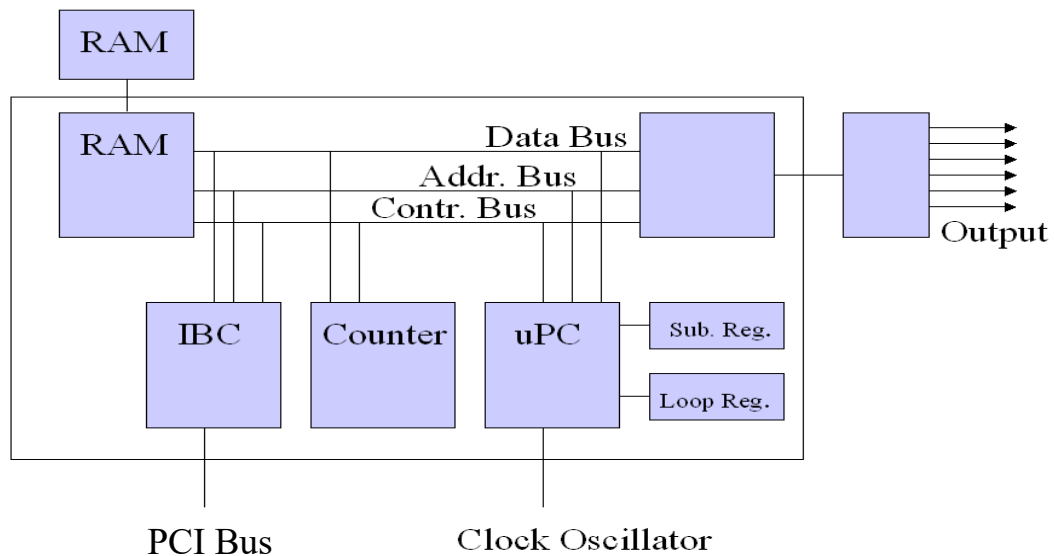 RAM
RAM
Data Bus
Addr. Bus
Contr. Bus
Output
IBC
Counter
uPC
Sub. Reg.
Loop Reg.
PCI Bus
Clock Oscillator